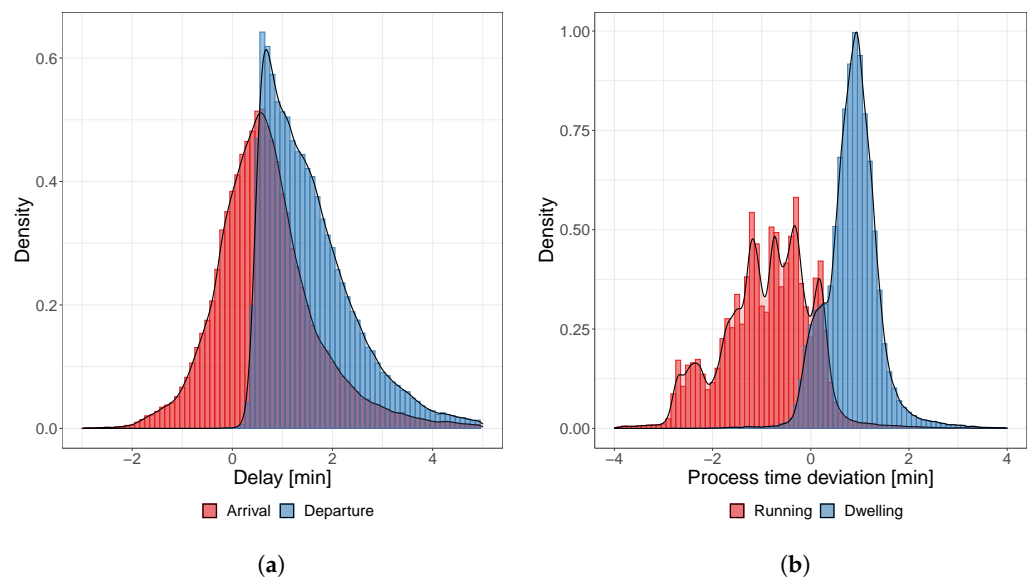 0.6
0.4
0.2
0.0
Density
−2 0 2 4
Delay [min]
Arrival Departure
(a)
1.00
0.75
0.50
0.25
0.00
Density
−4 −2 0 2 4
Process time deviation [min]
Running Dwelling
(b)